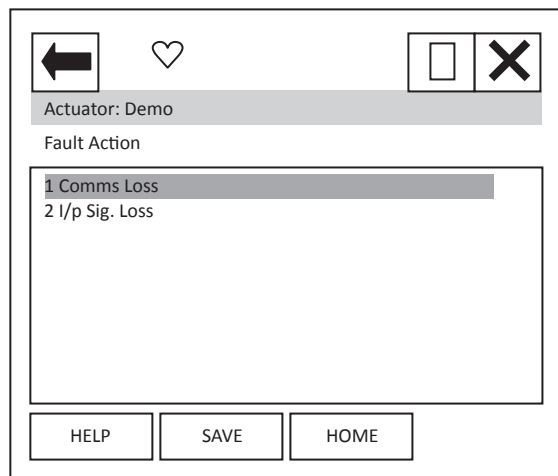 Actuator: Demo
Fault Action
1 Comms Loss
2 I/p Sig. Loss
HELP SAVE HOME